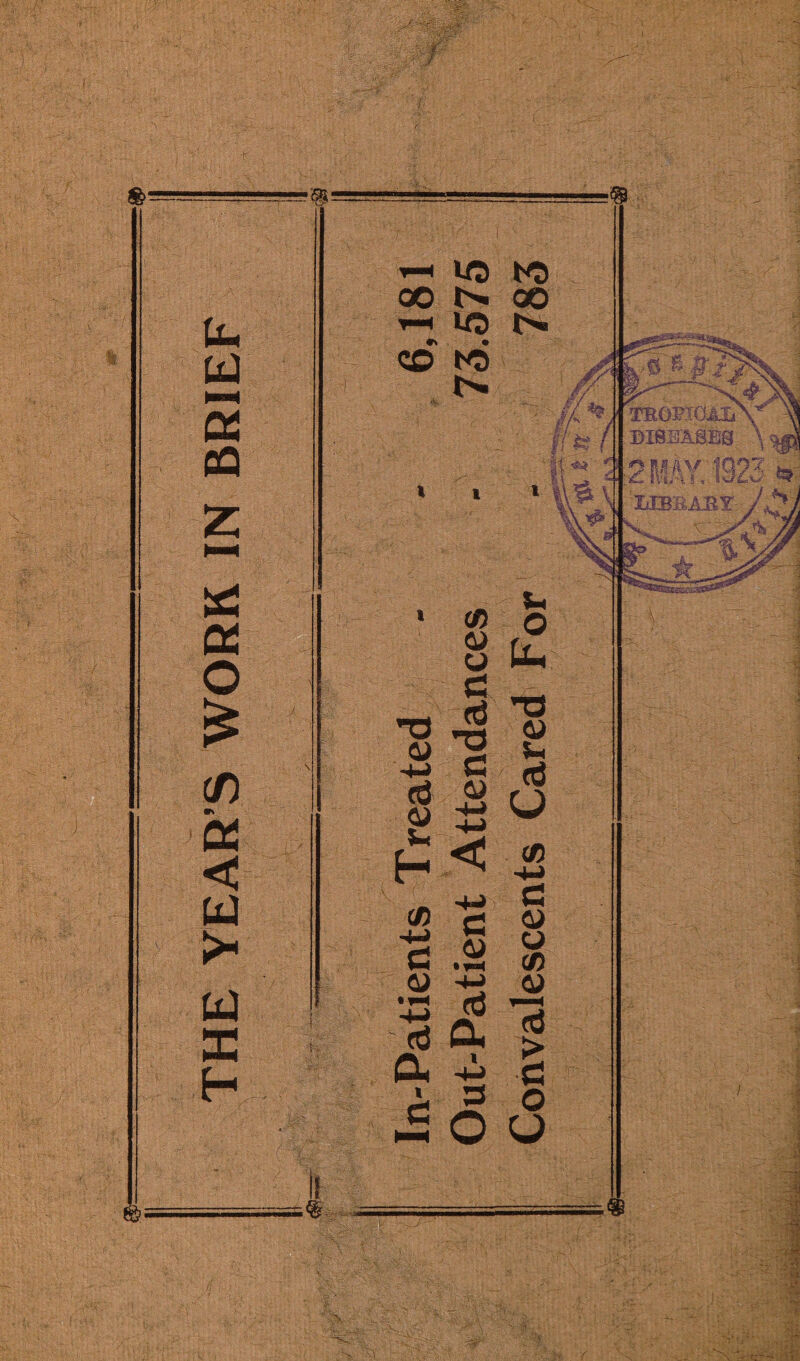 THE YEAR'S WORK IN BRIEF
In-Patients Treated - - 6,181
Out-Patient Attendances - 73.575
Convalescents Cared For - 783
TROPICAL
DISEASES
22 MAY. 1923
LIBRARY